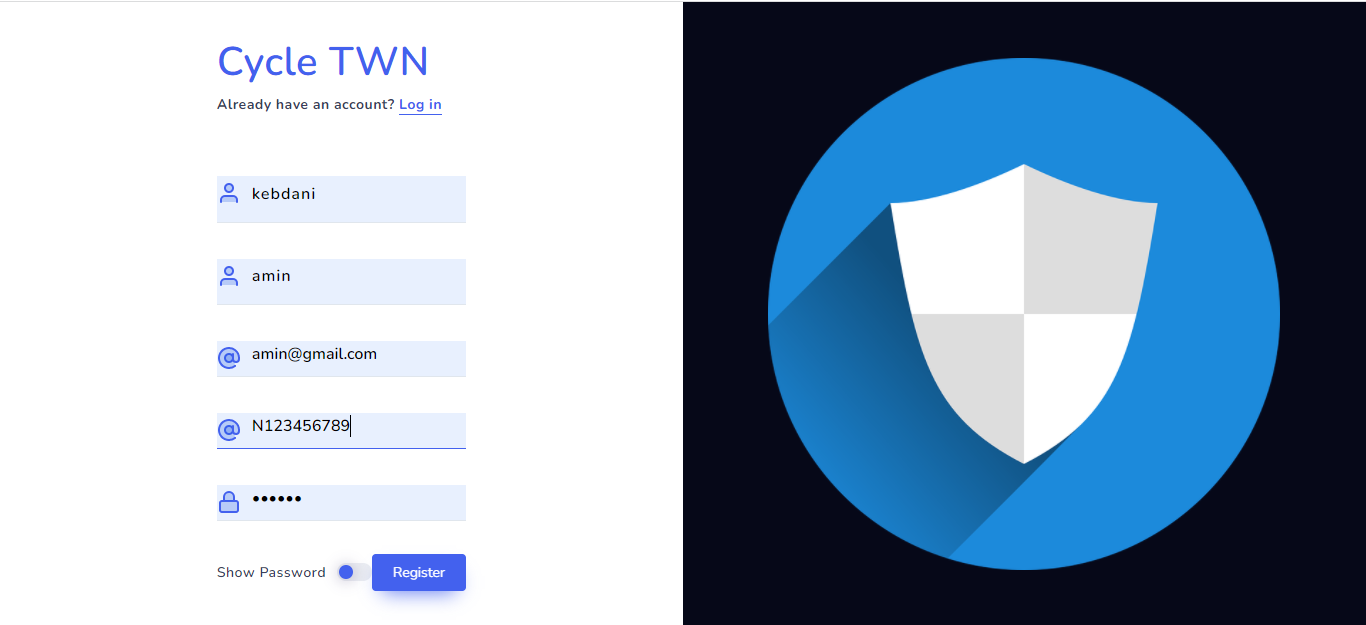 Cycle TWN
Already have an account? Log in
kebdani
amin
amin@gmail.com
N123456789
••••••
Show Password
Register